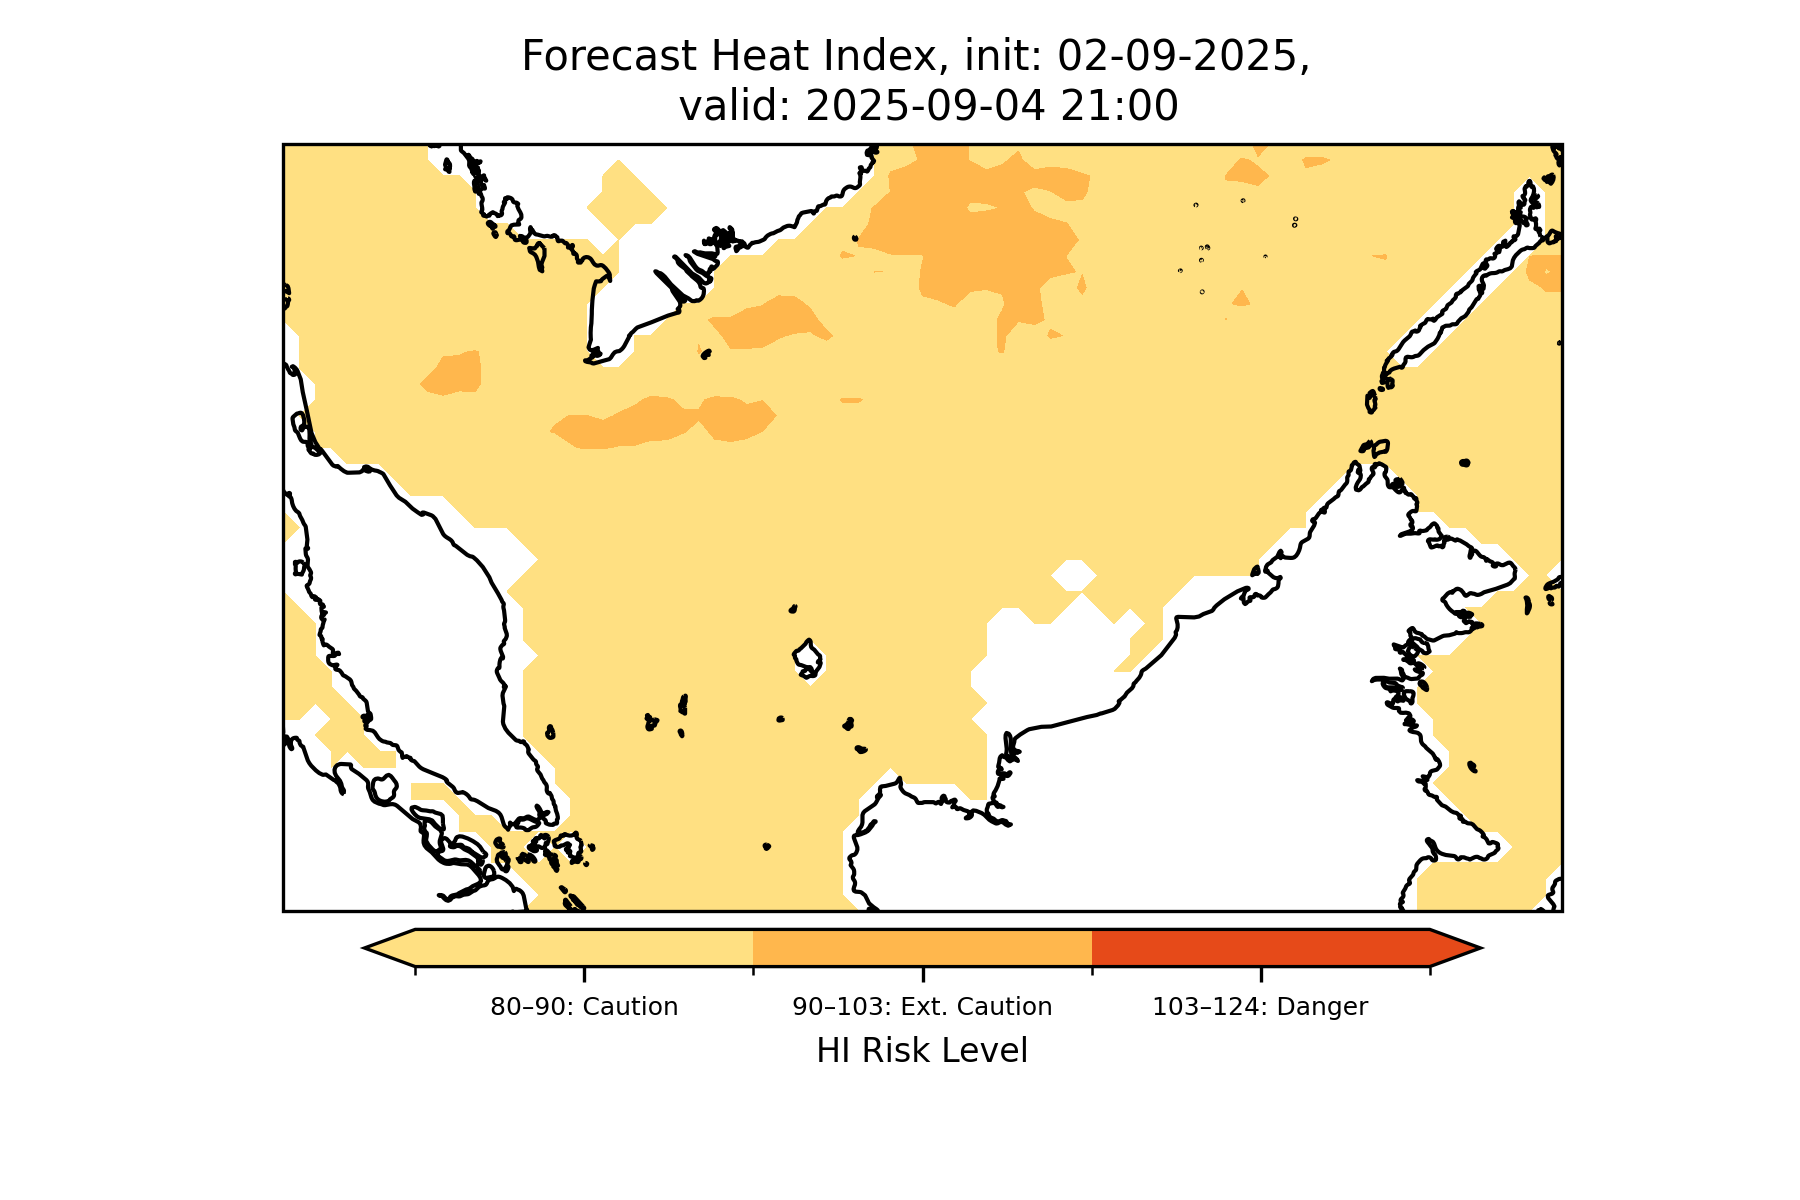 Forecast Heat Index, init: 02-09-2025,
valid: 2025-09-04 21:00
80–90: Caution
90–103: Ext. Caution
103–124: Danger
HI Risk Level